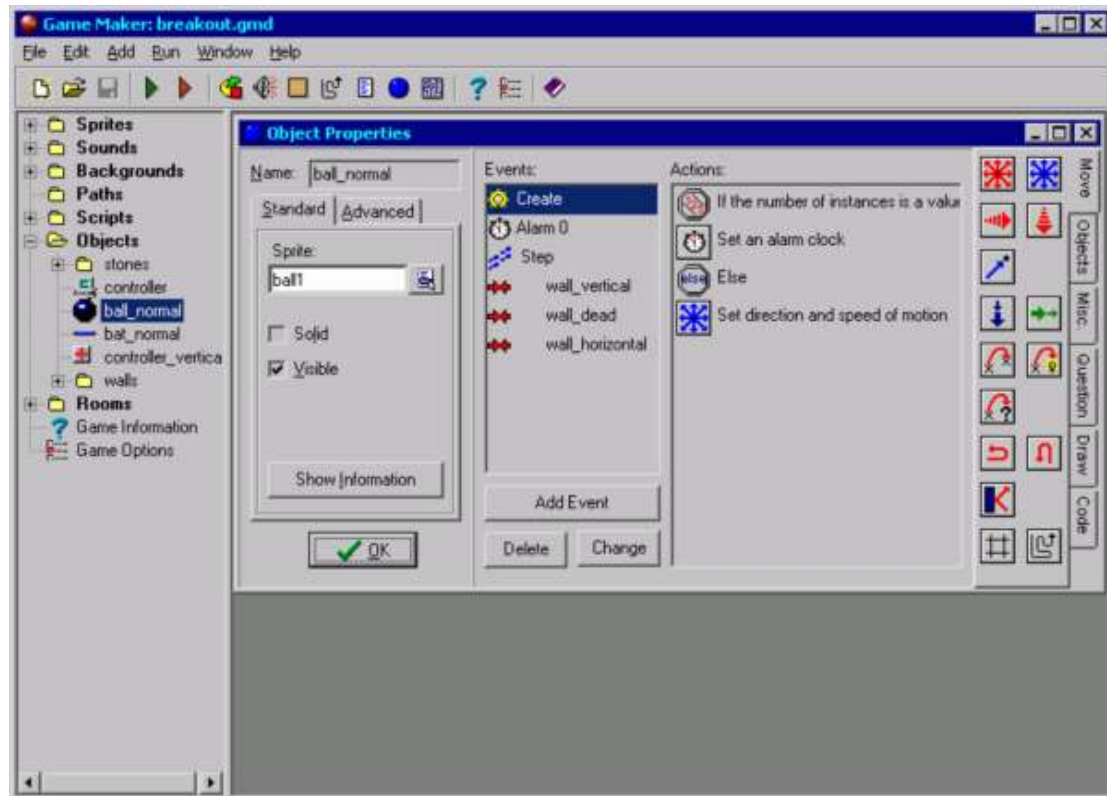 Game Maker: breakout.gmd
File Edit Add Run Window Help
Sprites
Sounds
Backgrounds
Paths
Scripts
Objects
stones
controller
ball_normal
bat_normal
controller_vertica
walls
Rooms
Game Information
Game Options
Object Properties
Name: ball_normal
Standard Advanced
Sprite:
ball1
Solid
Visible
Show Information
OK
Events:
Create
Alarm 0
Step
wall_vertical
wall_dead
wall_horizontal
Add Event
Delete Change
Actions:
If the number of instances is a value
Set an alarm clock
else Else
Set direction and speed of motion
Move
Objects
Misc.
Question
Draw
Code